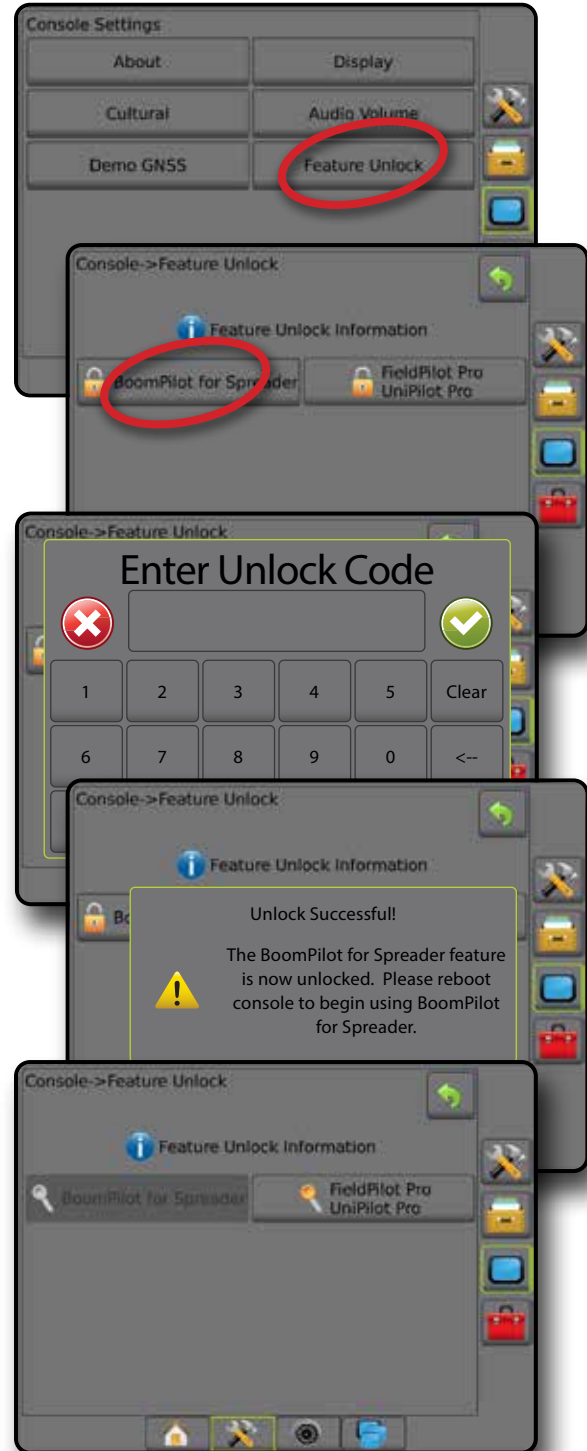 Console Settings
About Display
Cultural Audio Volume
Demo GNSS Feature Unlock
Console->Feature Unlock
Feature Unlock Information
BoomPilot for Spreader FieldPilot Pro
UniPilot Pro
Console->Feature Unlock
Enter Unlock Code
1 2 3 4 5 Clear
6 7 8 9 0 <--
Console->Feature Unlock
Feature Unlock Information
Unlock Successful!
The BoomPilot for Spreader feature
is now unlocked. Please reboot
console to begin using BoomPilot
for Spreader.
Console->Feature Unlock
Feature Unlock Information
BoomPilot for Spreader FieldPilot Pro
UniPilot Pro